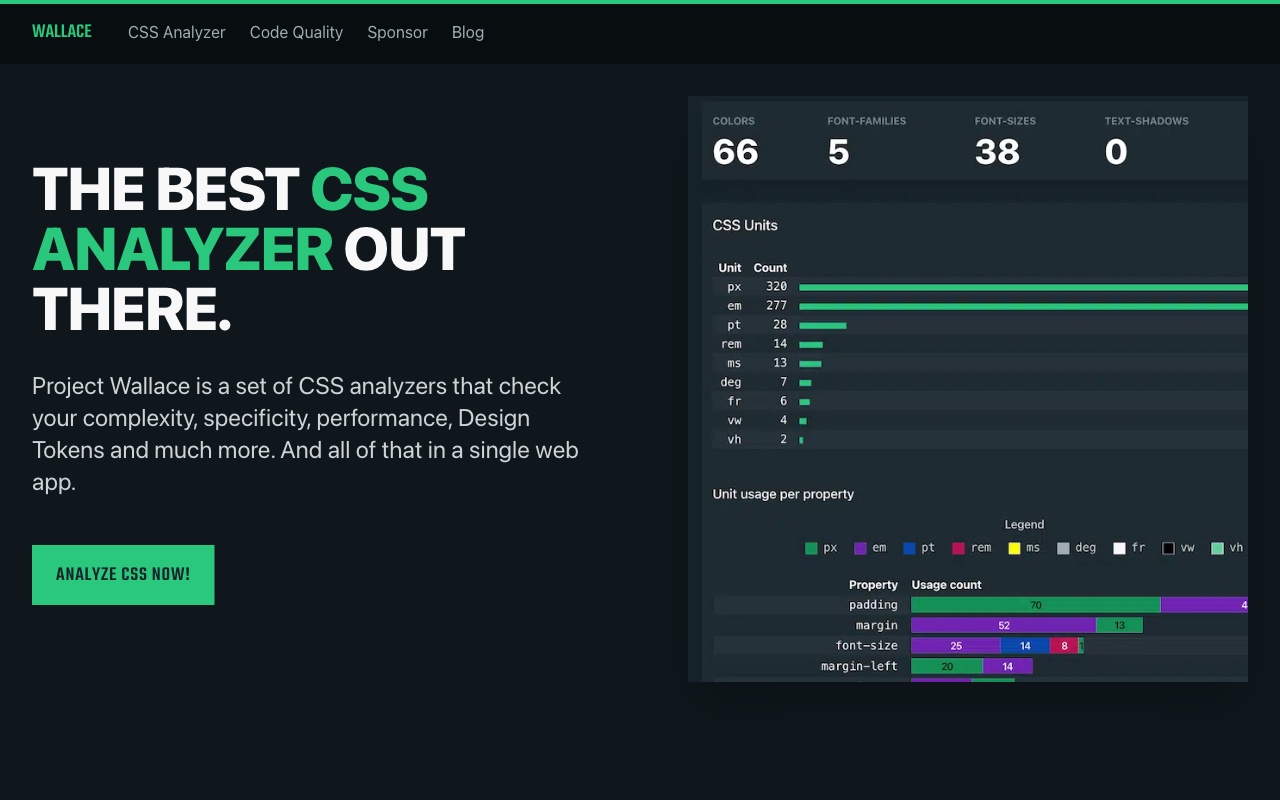 WALLACE CSS Analyzer Code Quality Sponsor Blog
THE BEST CSS
ANALYZER OUT
THERE.
Project Wallace is a set of CSS analyzers that check
your complexity, specificity, performance, Design
Tokens and much more. And all of that in a single web
app.
ANALYZE CSS NOW!
COLORS FONT-FAMILIES FONT-SIZES TEXT-SHADOWS
66 5 38 0
CSS Units
Unit Count
px 320
em 277
pt 28
rem 14
ms 13
deg 7
fr 6
vw 4
vh 2
Unit usage per property
Legend
px em pt rem ms deg fr vw vh
Property Usage count
padding 70 4
margin 52 13
font-size 25 14 8
margin-left 20 14